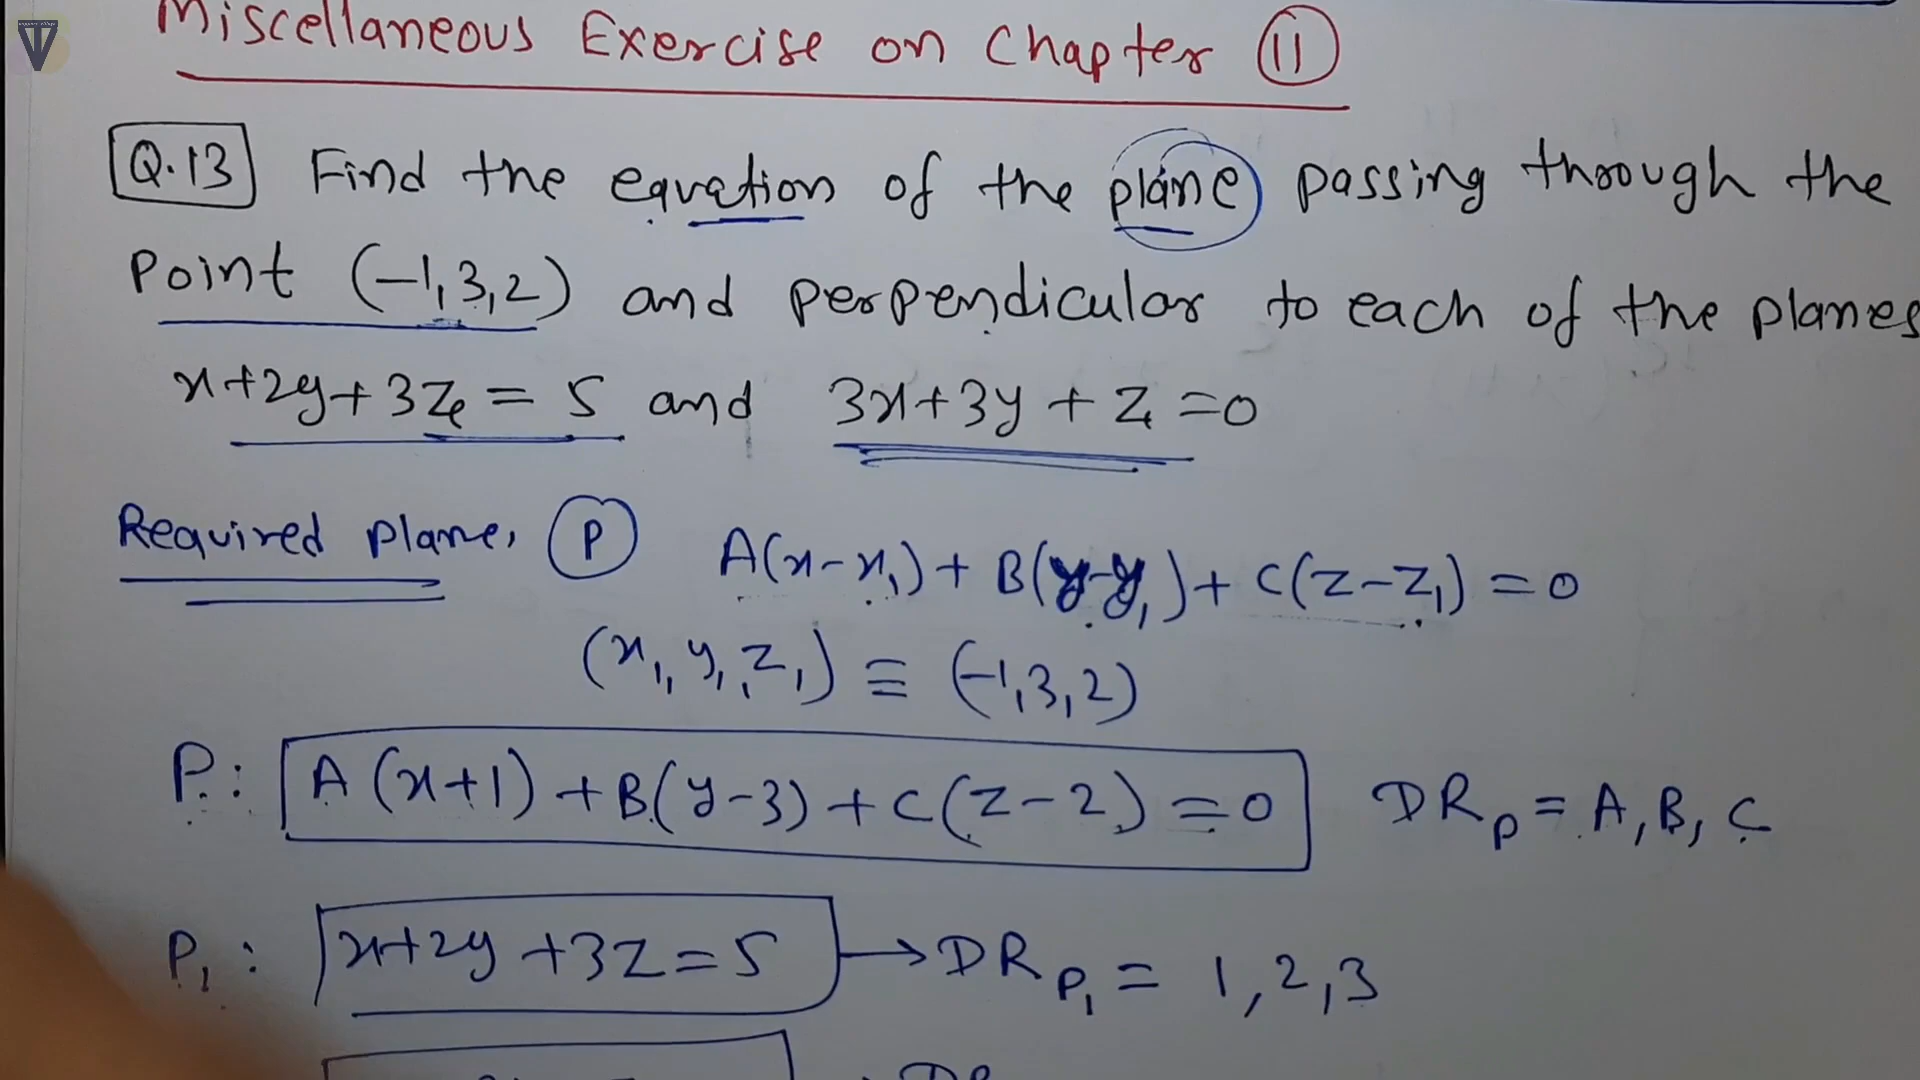 Miscellaneous Exercise on Chapter 11
Q.13 Find the equation of the plane passing through the
point (-1,3,2) and perpendicular to each of the planes
x+2y+3z = 5 and 3x+3y+z=0
Required plane, P A(x-x₁)+B(y-y₁)+C(z-z₁)=0
(x₁,y₁,z₁) ≡ (-1,3,2)
P: A(x+1)+B(y-3)+C(z-2)=0 DRp = A, B, C
P₁: x+2y+3z=5 → DRp₁ = 1,2,3